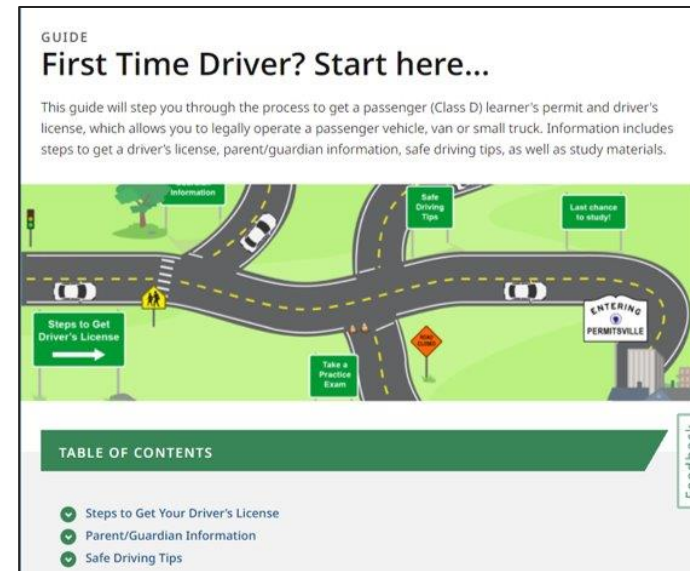 GUIDE
First Time Driver? Start here...
This guide will step you through the process to get a passenger (Class D) learner's permit and driver's
license, which allows you to legally operate a passenger vehicle, van or small truck. Information includes
steps to get a driver's license, parent/guardian information, safe driving tips, as well as study materials.
Information
Safe
Driving
Tips
Last chance
to study!
ENTERING
PERMITSVILLE
Steps to Get
Driver's License
ROAD
CLOSED
Take a
Practice
Exam
TABLE OF CONTENTS
Steps to Get Your Driver's License
Parent/Guardian Information
Safe Driving Tips